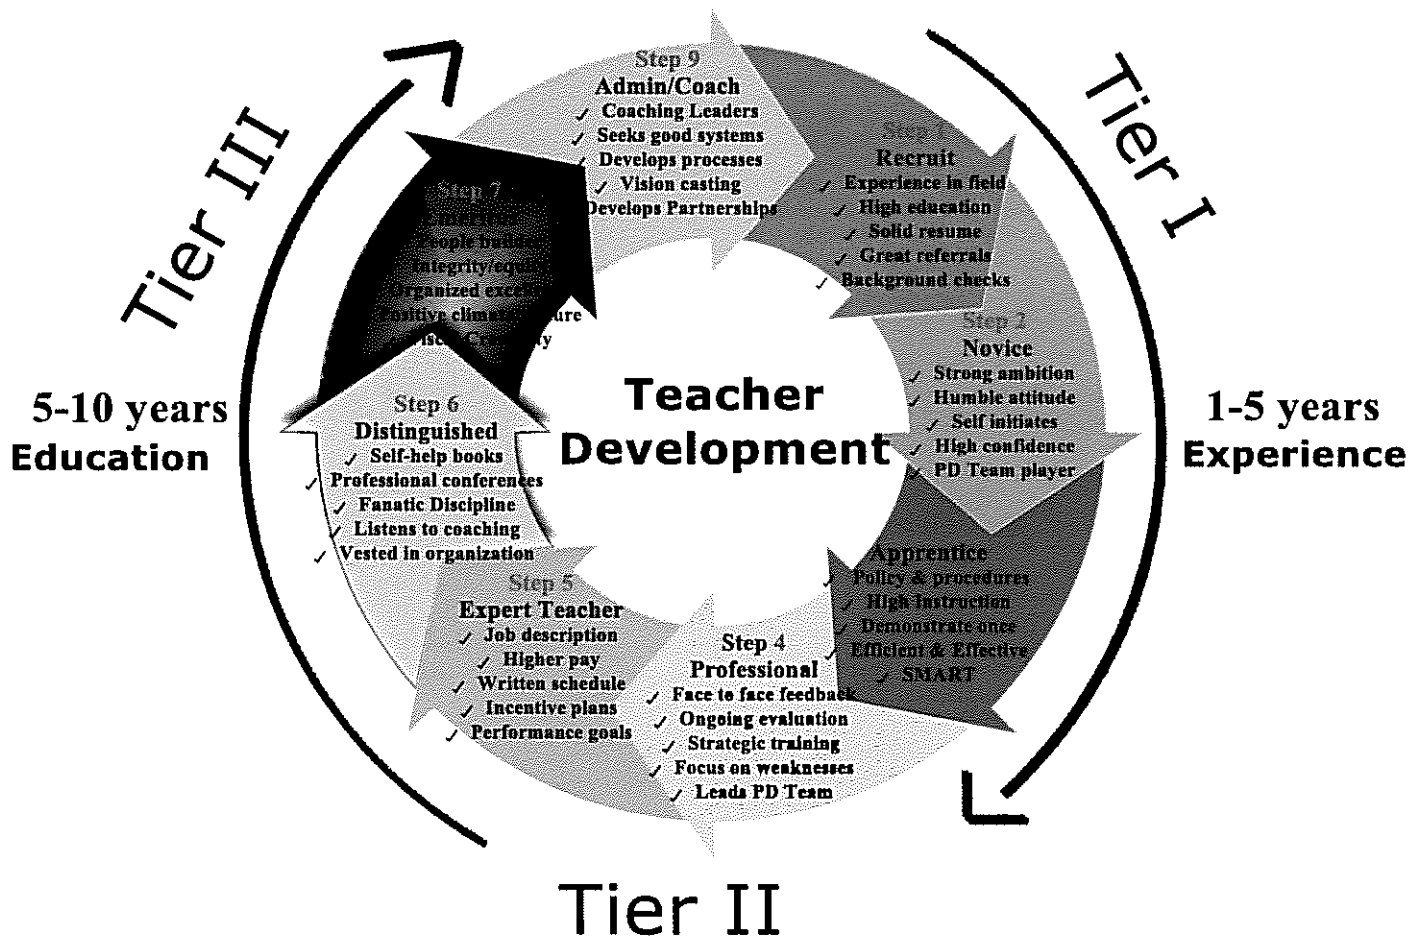 Tier I
Tier II
Tier III
1-5 years
Experience
5-10 years
Education
Teacher
Development
Step 1
Recruit
✓ Experience in field
✓ High education
✓ Solid resume
✓ Great referrals
✓ Background checks
Step 2
Novice
✓ Strong ambition
✓ Humble attitude
✓ Self initiates
✓ High confidence
✓ PD Team player
Apprentice
✓ Policy & procedures
✓ High Instruction
✓ Demonstrate once
✓ Efficient & Effective
✓ SMART
Step 4
Professional
✓ Face to face feedback
✓ Ongoing evaluation
✓ Strategic training
✓ Focus on weaknesses
✓ Leads PD Team
Step 5
Expert Teacher
✓ Job description
✓ Higher pay
✓ Written schedule
✓ Incentive plans
✓ Performance goals
Step 6
Distinguished
✓ Self-help books
✓ Professional conferences
✓ Fanatic Discipline
✓ Listens to coaching
✓ Vested in organization
Step 7
Emeritus
People builder
Integrity/
Organized
Positive
Step 9
Admin/Coach
✓ Coaching Leaders
✓ Seeks good systems
✓ Develops processes
✓ Vision casting
Develops Partnerships